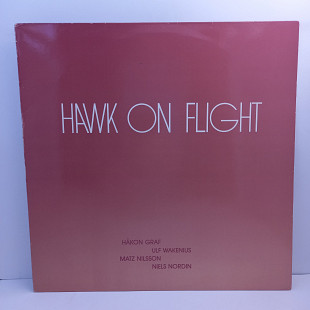 HAWK ON FLIGHT
HÅKON GRAF
ULF WAKENIUS
MATZ NILSSON
NIELS NORDIN